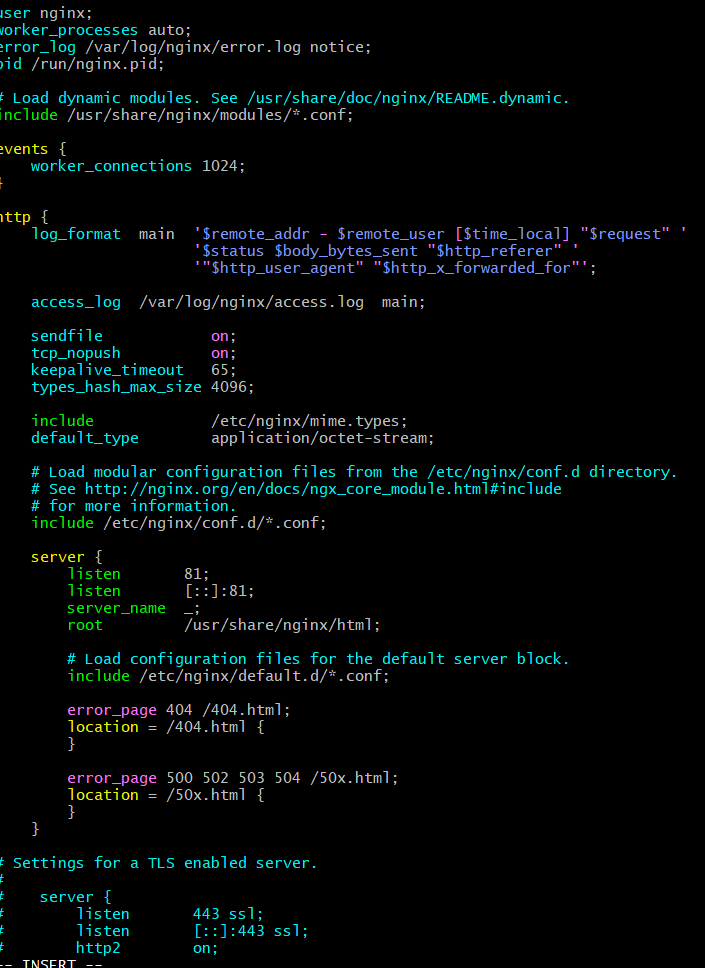 user nginx;
worker_processes auto;
error_log /var/log/nginx/error.log notice;
pid /run/nginx.pid;
# Load dynamic modules. See /usr/share/doc/nginx/README.dynamic.
include /usr/share/nginx/modules/*.conf;
events {
    worker_connections 1024;
}
http {
    log_format  main  '$remote_addr - $remote_user [$time_local] "$request" '
                      '$status $body_bytes_sent "$http_referer" '
                      '"$http_user_agent" "$http_x_forwarded_for"';
    access_log  /var/log/nginx/access.log  main;
    sendfile            on;
    tcp_nopush          on;
    keepalive_timeout   65;
    types_hash_max_size 4096;
    include             /etc/nginx/mime.types;
    default_type        application/octet-stream;
    # Load modular configuration files from the /etc/nginx/conf.d directory.
    # See http://nginx.org/en/docs/ngx_core_module.html#include
    # for more information.
    include /etc/nginx/conf.d/*.conf;
    server {
        listen       81;
        listen       [::]:81;
        server_name  _;
        root         /usr/share/nginx/html;
        # Load configuration files for the default server block.
        include /etc/nginx/default.d/*.conf;
        error_page 404 /404.html;
        location = /404.html {
        }
        error_page 500 502 503 504 /50x.html;
        location = /50x.html {
        }
    }
# Settings for a TLS enabled server.
#
#    server {
#        listen       443 ssl;
#        listen       [::]:443 ssl;
#        http2        on;
-- INSERT --